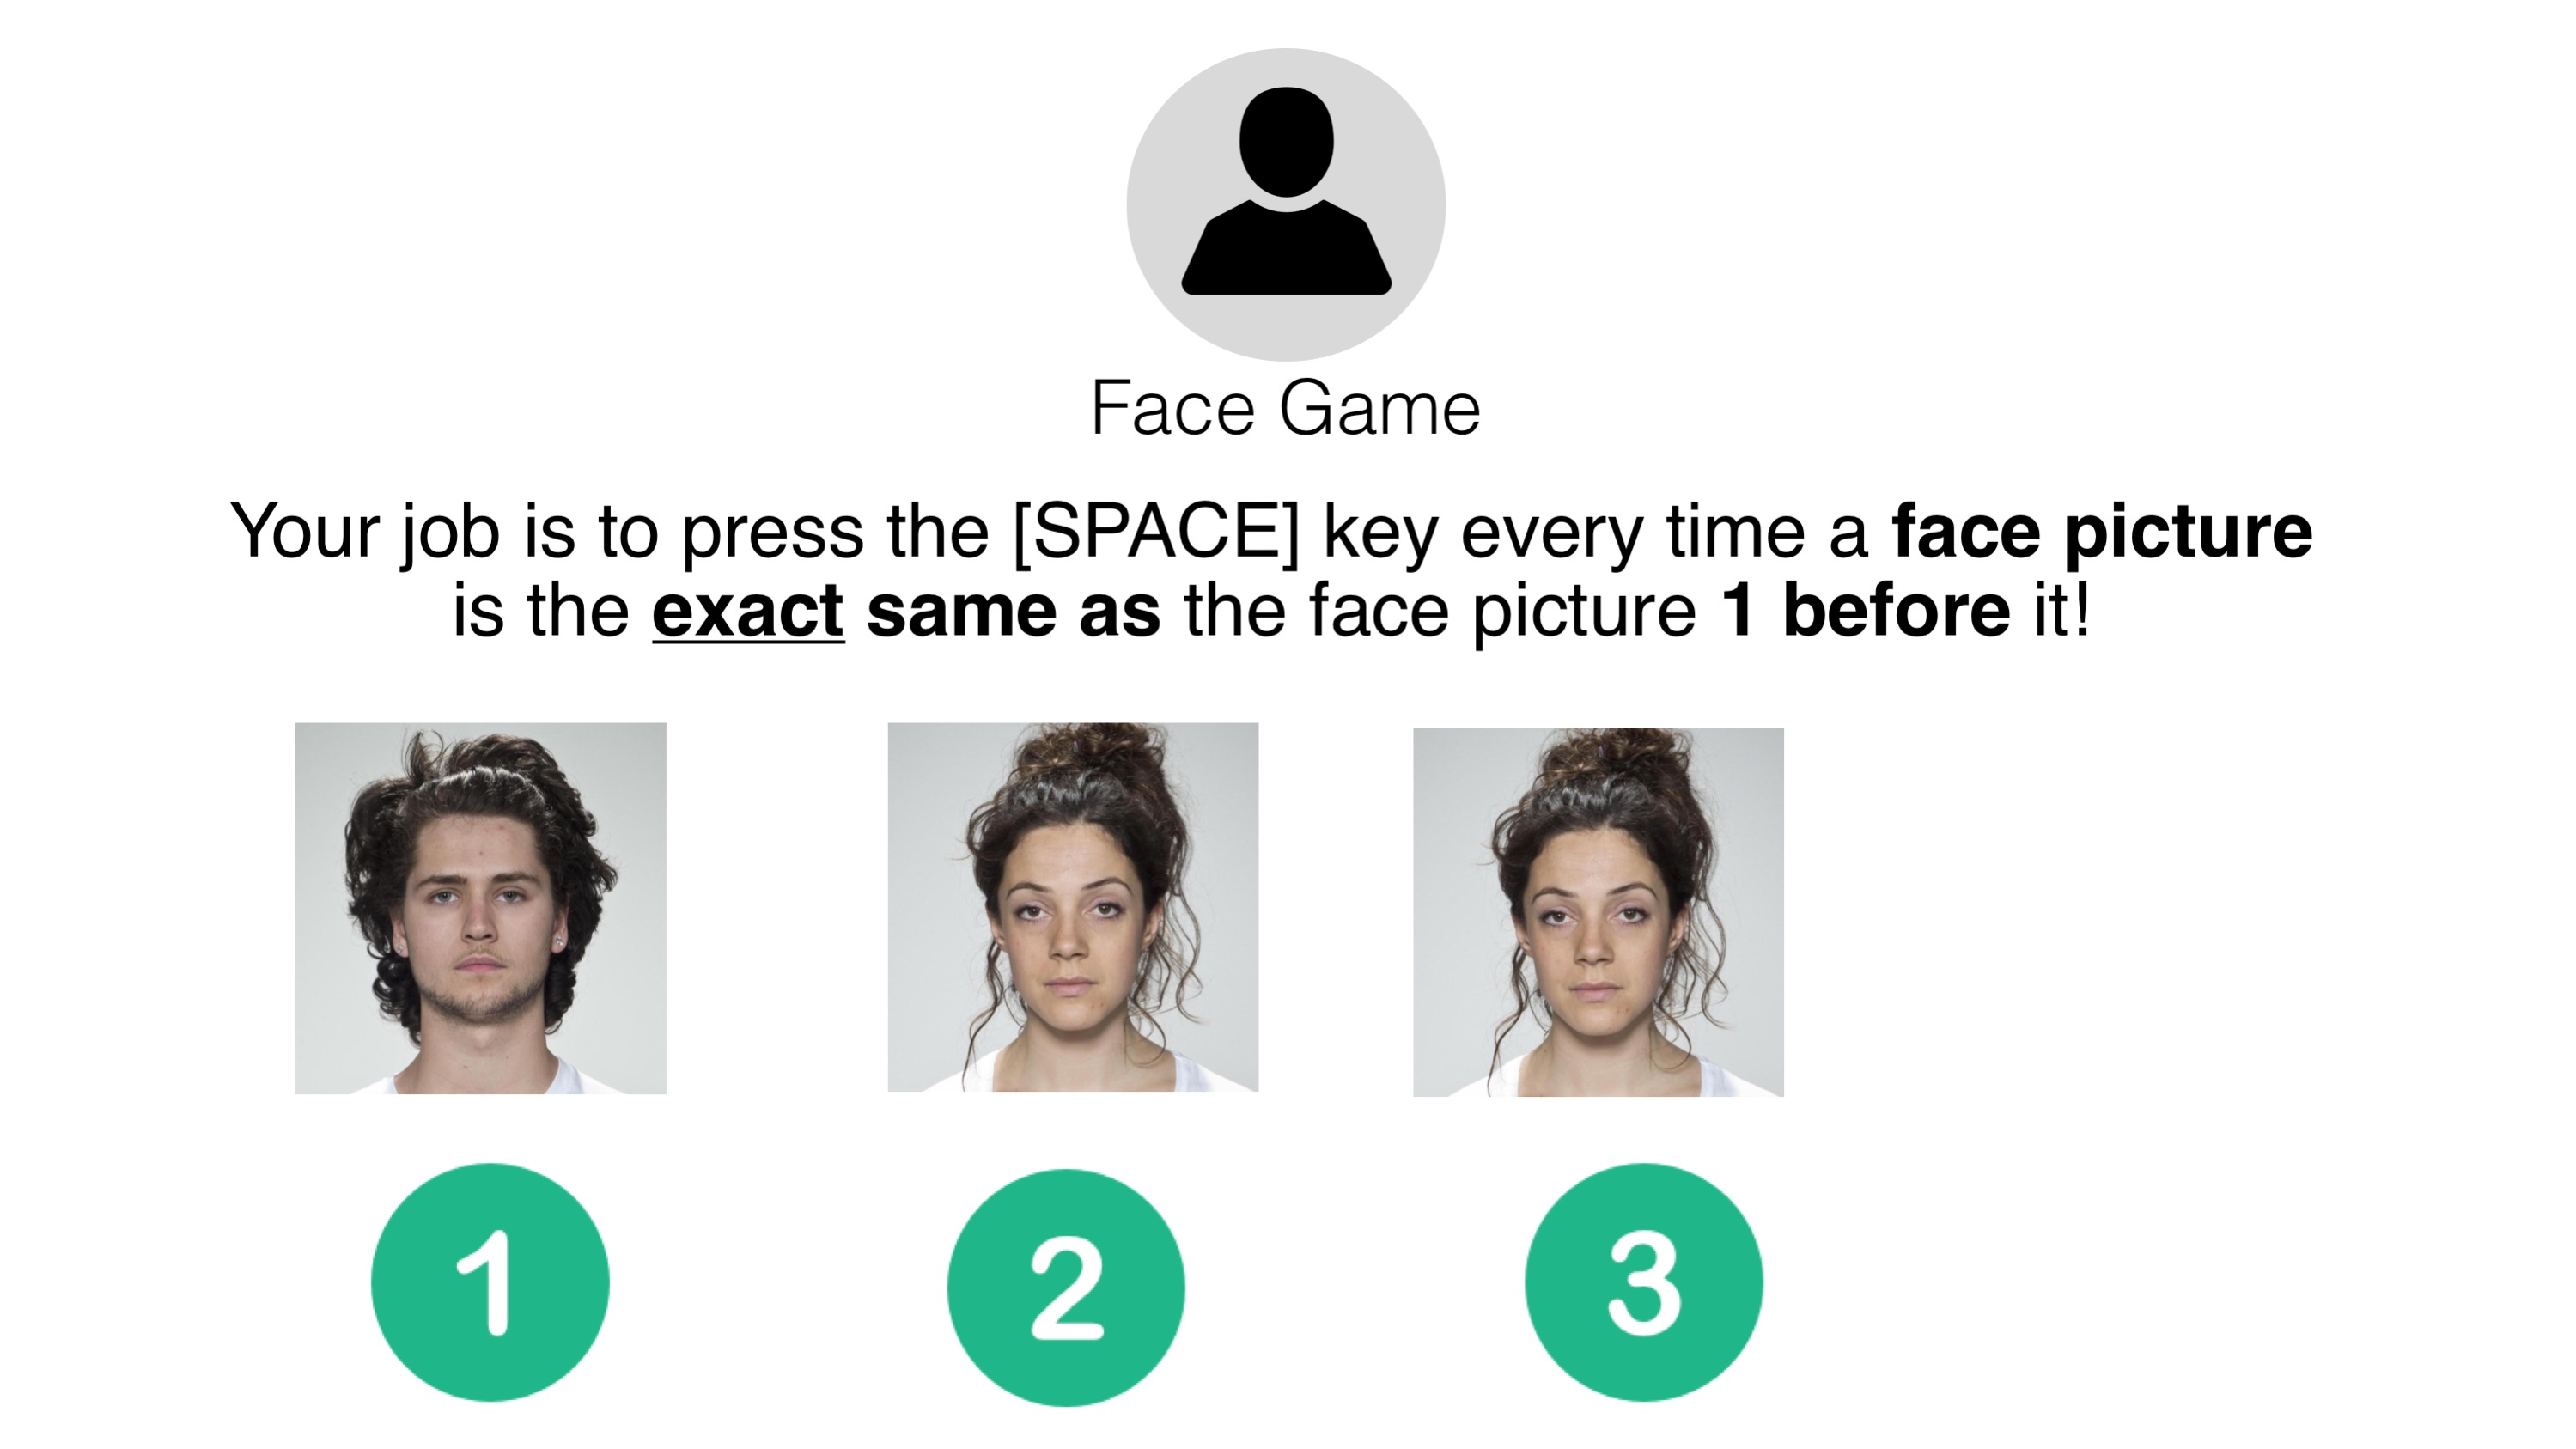 Face Game
Your job is to press the [SPACE] key every time a face picture
is the exact same as the face picture 1 before it!
1
2
3